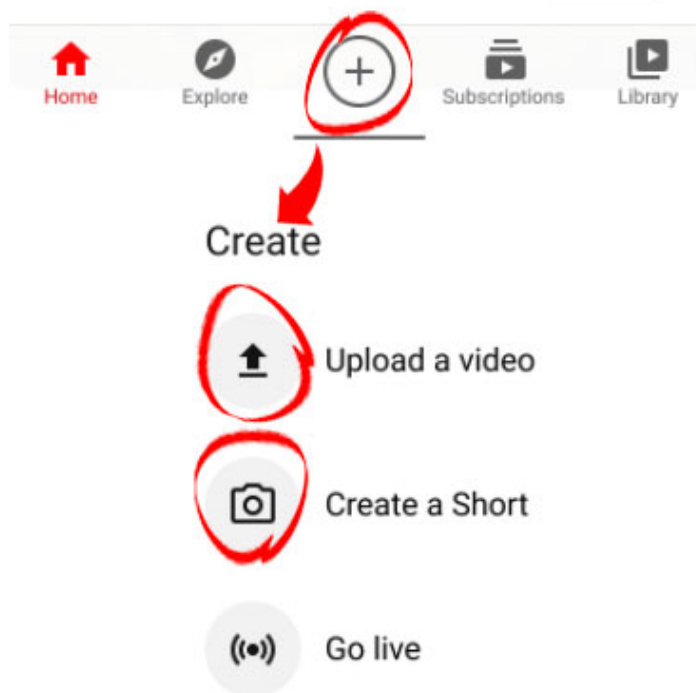 Home
Explore
Subscriptions
Library
Create
Upload a video
Create a Short
Go live